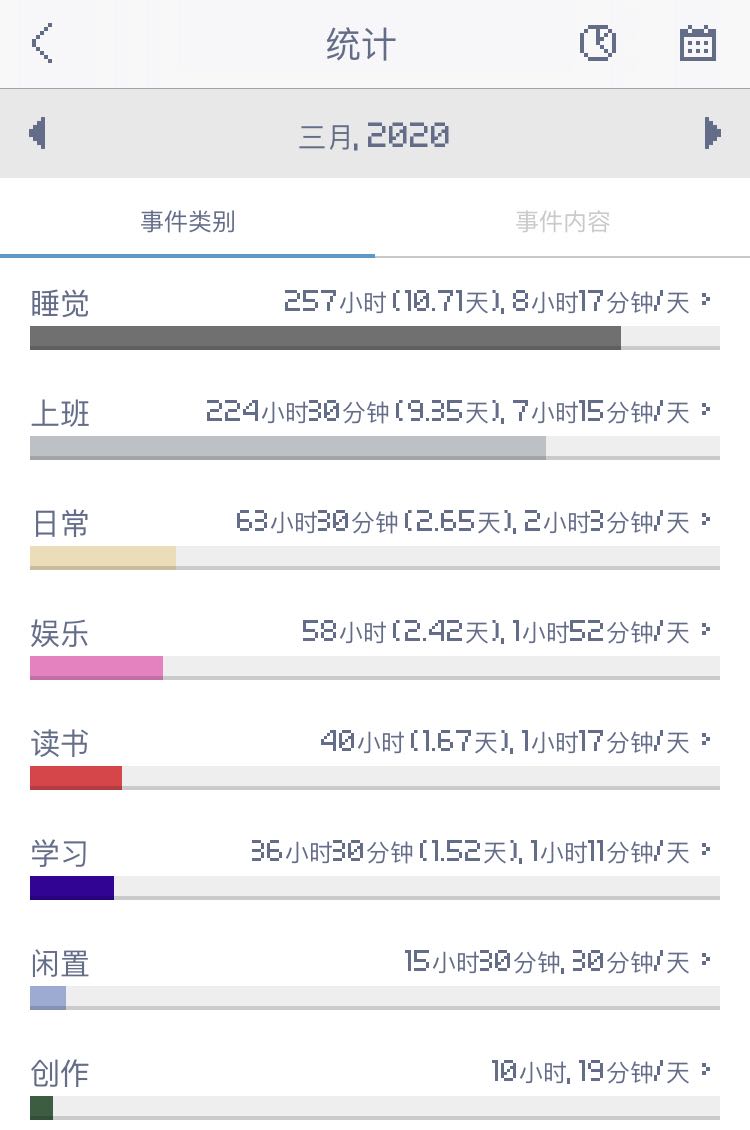 统计
三月, 2020
事件类别 事件内容
睡觉 257小时 (10.71天), 8小时17分钟/天
上班 224小时30分钟 (9.35天), 7小时15分钟/天
日常 63小时30分钟 (2.65天), 2小时3分钟/天
娱乐 58小时 (2.42天), 1小时52分钟/天
读书 40小时 (1.67天), 1小时17分钟/天
学习 36小时30分钟 (1.52天), 1小时11分钟/天
闲置 15小时30分钟, 30分钟/天
创作 10小时, 19分钟/天